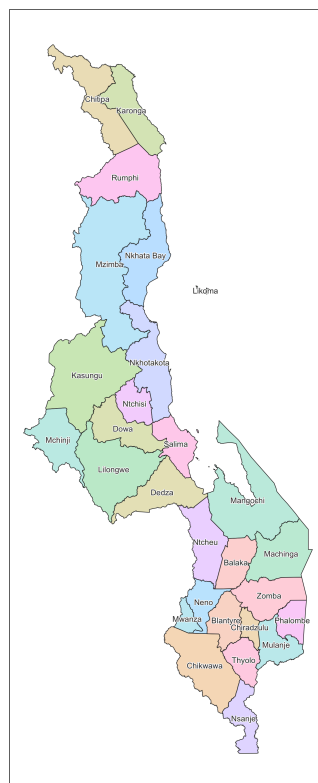 Chitipa
Karonga
Rumphi
Mzimba
Nkhata Bay
Likoma
Nkhotakota
Kasungu
Ntchisi
Dowa
Mchinji
Salima
Lilongwe
Dedza
Mangochi
Ntcheu
Machinga
Balaka
Zomba
Neno
Mwanza
Blantyre
Chiradzulu
Phalombe
Mulanje
Thyolo
Chikwawa
Nsanje